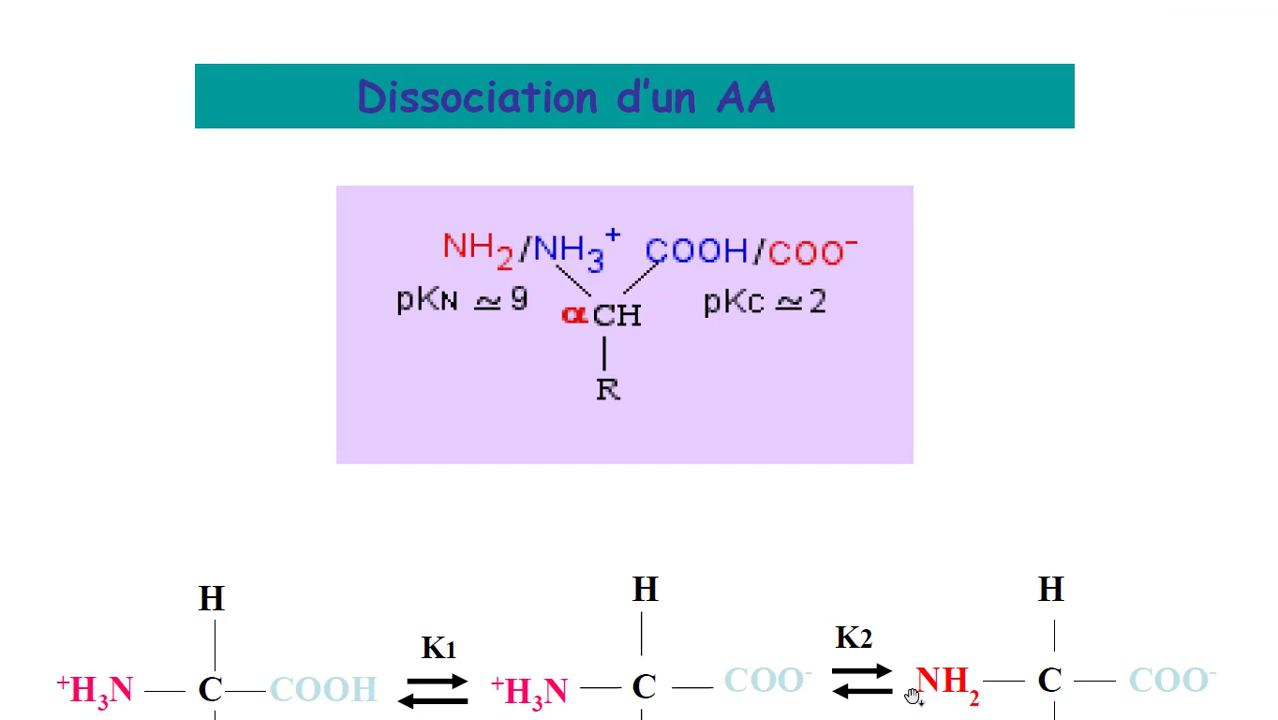 Dissociation d’un AA
NH₂/NH₃⁺ COOH/COO⁻
pKN ≃ 9 αCH pKc ≃ 2
R
H H H
K1 K2
⁺H₃N C COOH ⁺H₃N C COO⁻ NH₂ C COO⁻